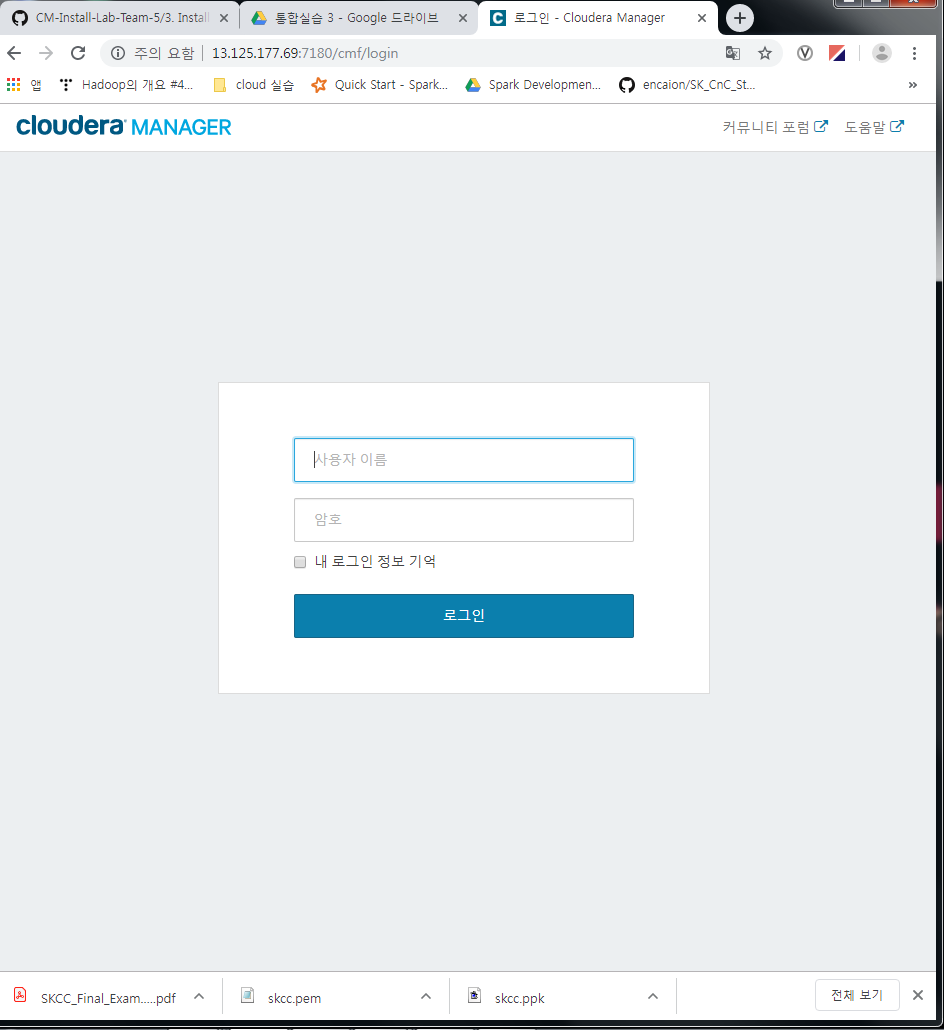 CM-Install-Lab-Team-5/3. Install
통합실습 3 - Google 드라이브
로그인 - Cloudera Manager
주의 요함 13.125.177.69:7180/cmf/login
앱 Hadoop의 개요 #4... cloud 실습 Quick Start - Spark... Spark Developmen... encaion/SK_CnC_St... »
cloudera MANAGER
커뮤니티 포럼 도움말
사용자 이름
암호
내 로그인 정보 기억
로그인
SKCC_Final_Exam.....pdf skcc.pem skcc.ppk 전체 보기